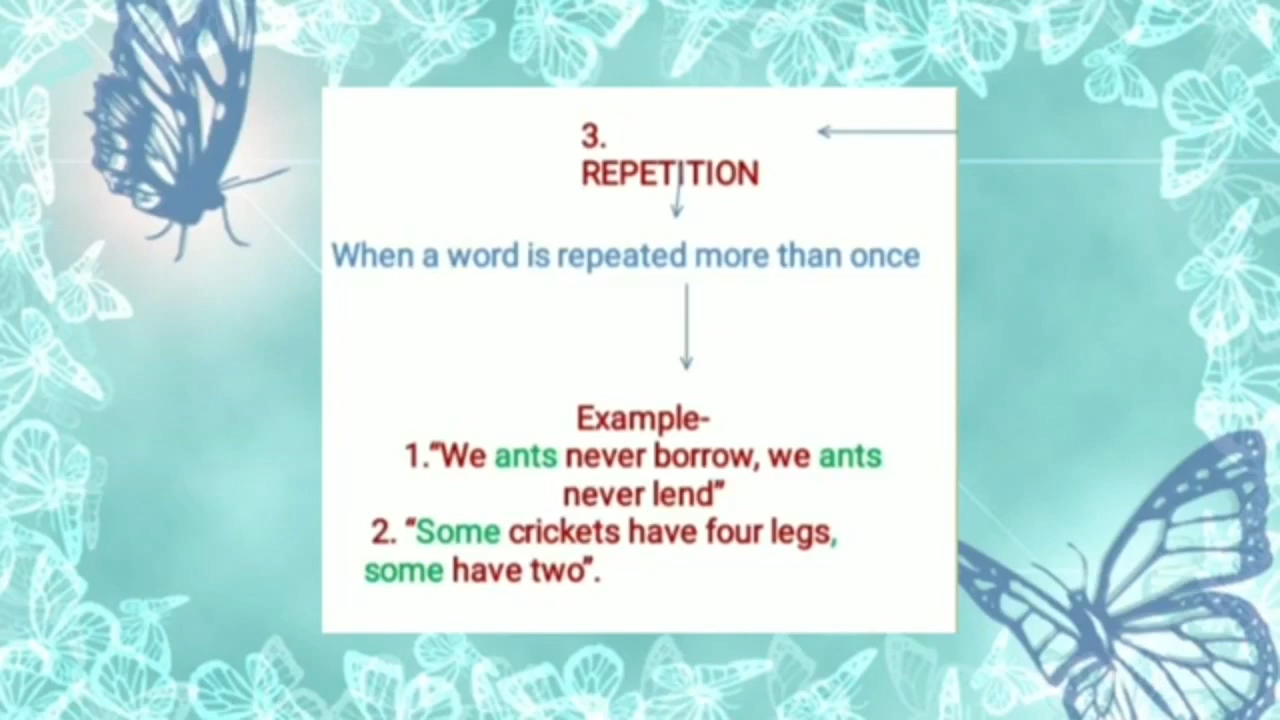 3.
REPETITION
When a word is repeated more than once
Example-
1.“We ants never borrow, we ants
never lend”
2. “Some crickets have four legs,
some have two”.